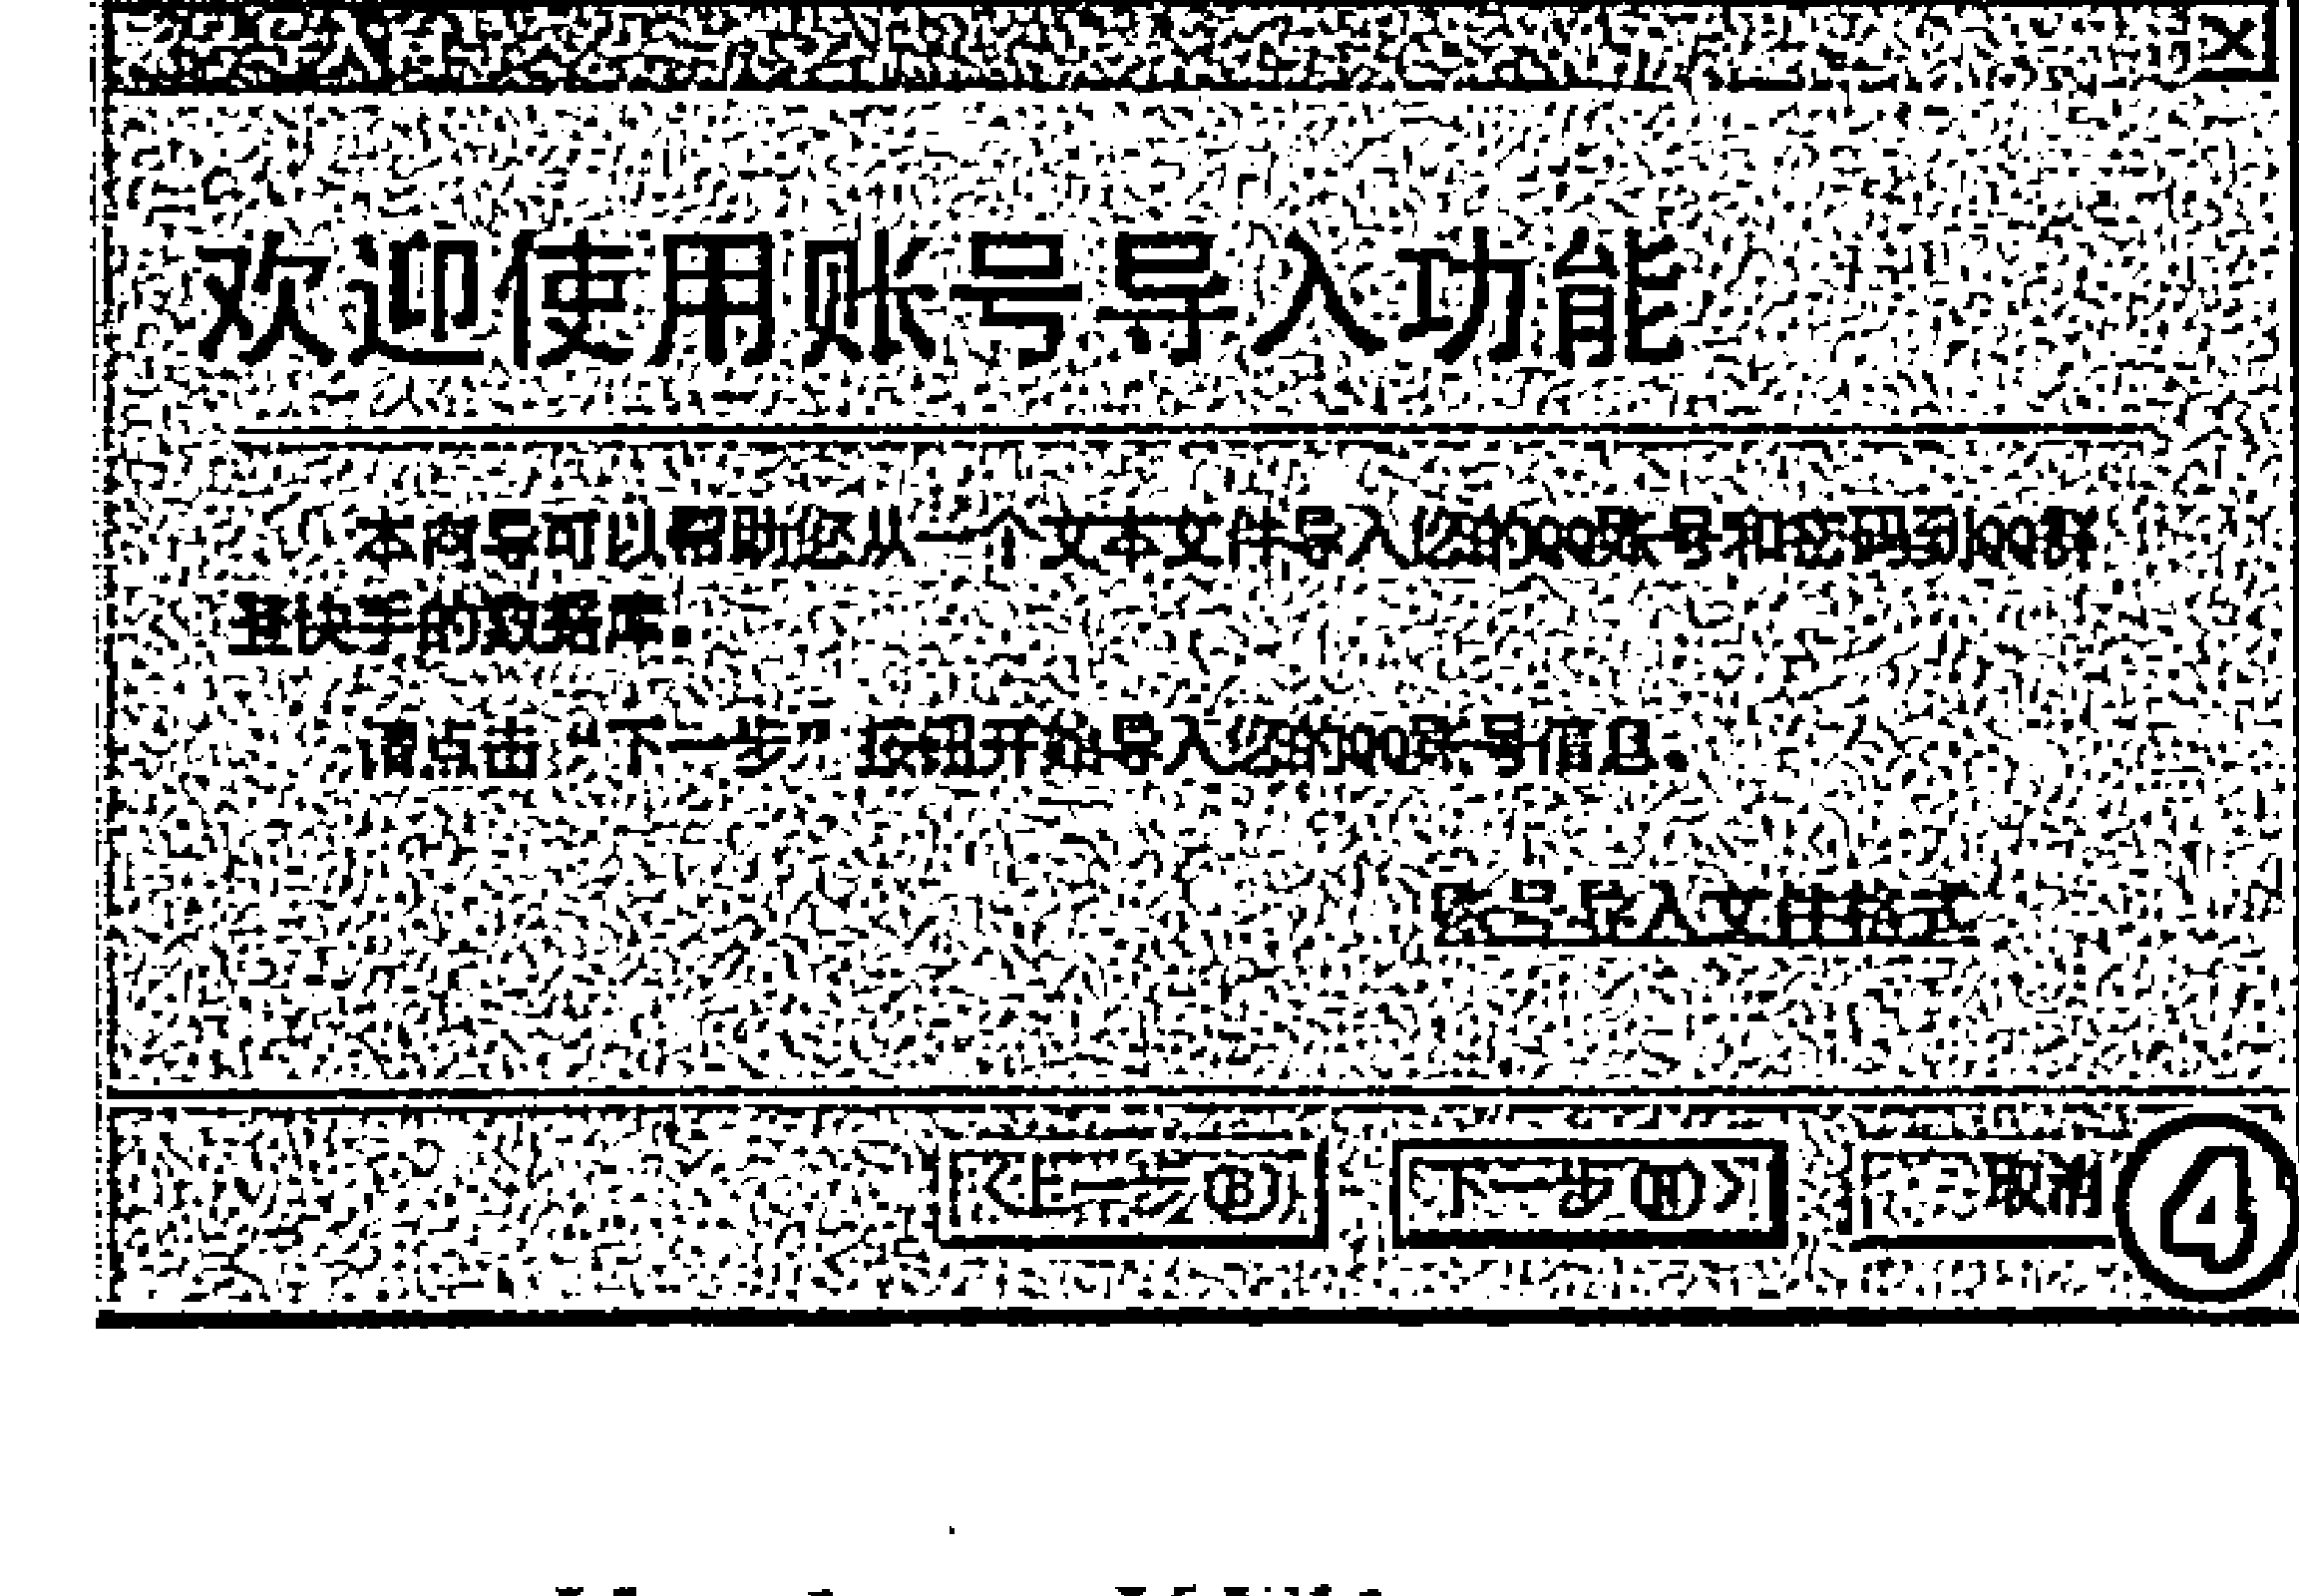 欢迎使用账号导入功能
本向导可以帮助您从一个文本文件导入您的QQ账号和密码到QQ群
登快手的数据库.
请点击 “下一步” 按钮开始导入您的QQ账号信息.
账号导入文件格式
<上一步(B) 下一步(N)> 取消 ④